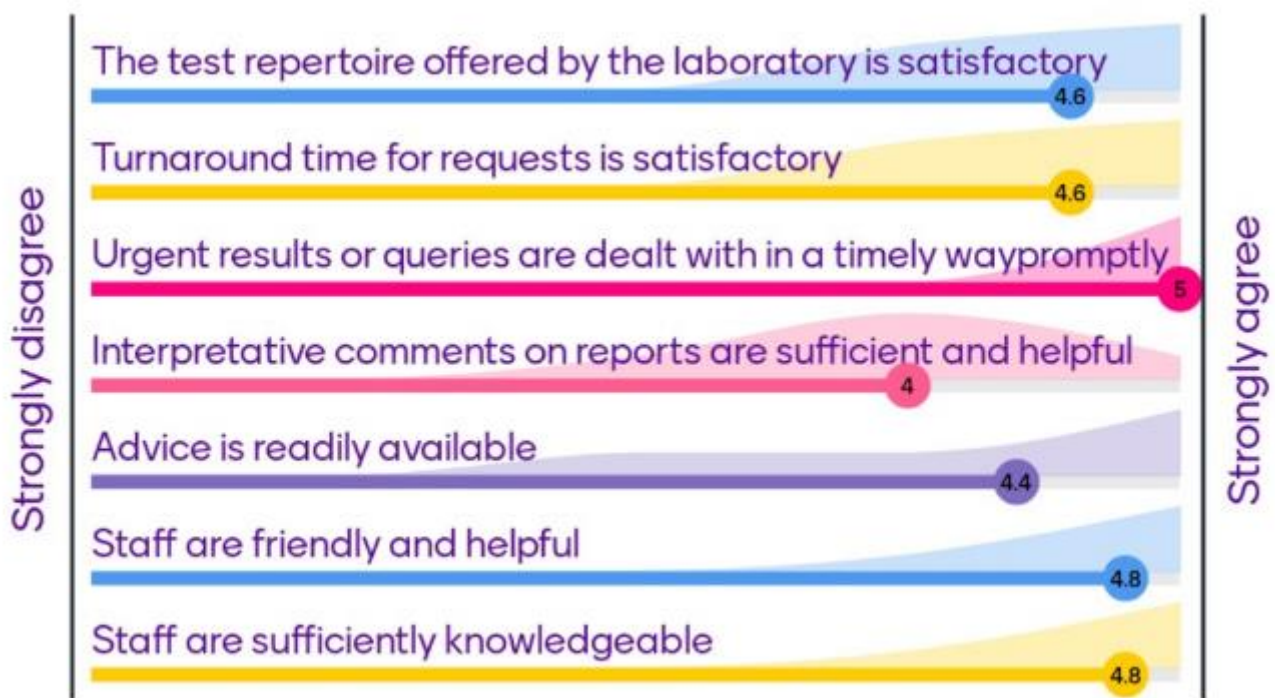 Strongly disagree
The test repertoire offered by the laboratory is satisfactory
4.6
Turnaround time for requests is satisfactory
4.6
Urgent results or queries are dealt with in a timely waypromptly
5
Interpretative comments on reports are sufficient and helpful
4
Advice is readily available
4.4
Staff are friendly and helpful
4.8
Staff are sufficiently knowledgeable
4.8
Strongly agree